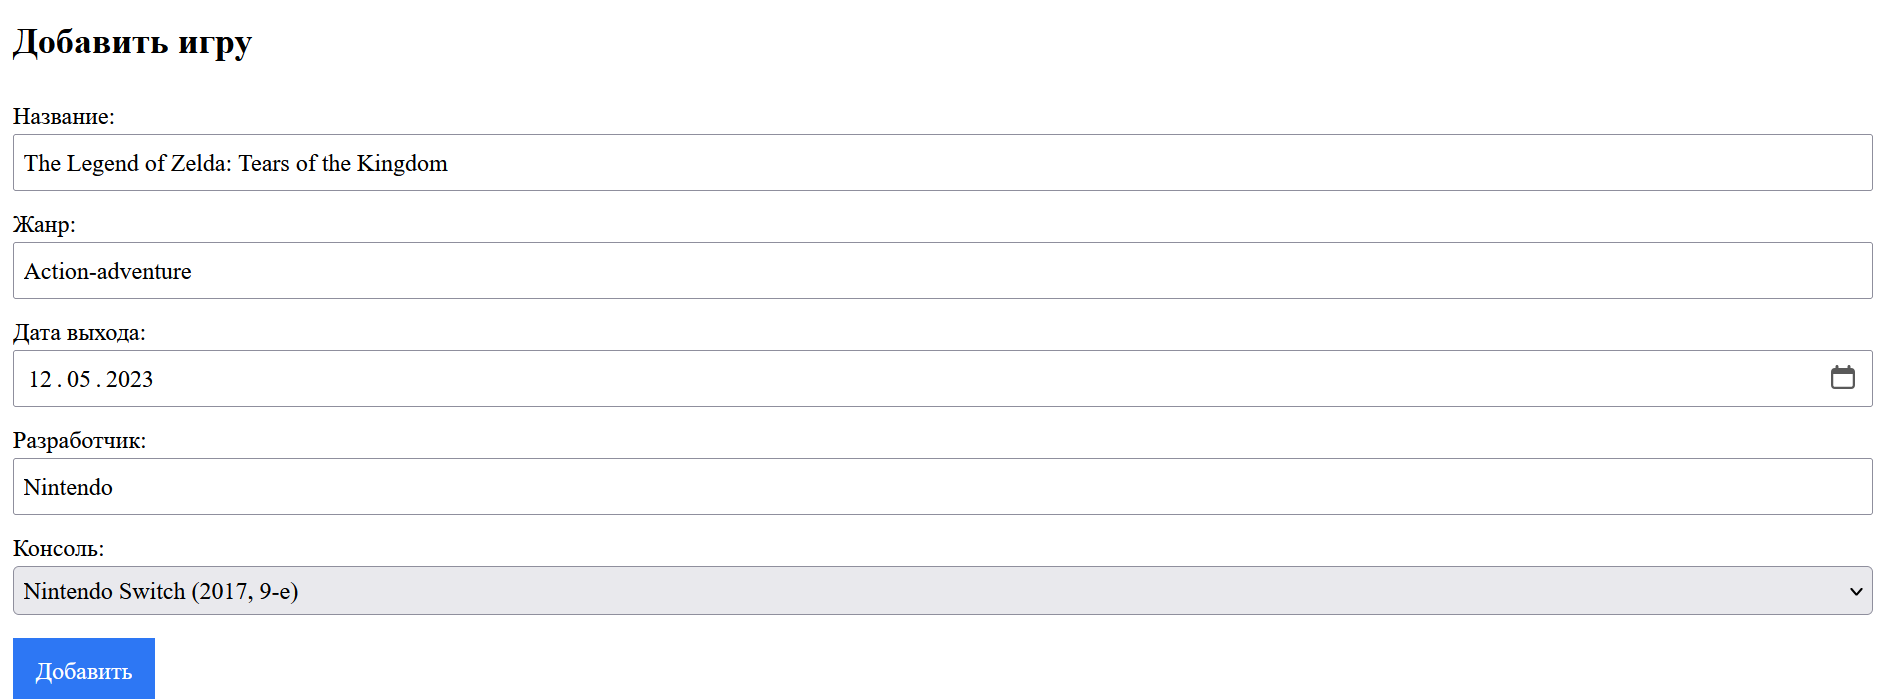 Добавить игру
Название:
The Legend of Zelda: Tears of the Kingdom
Жанр:
Action-adventure
Дата выхода:
12.05.2023
Разработчик:
Nintendo
Консоль:
Nintendo Switch (2017, 9-е)
Добавить